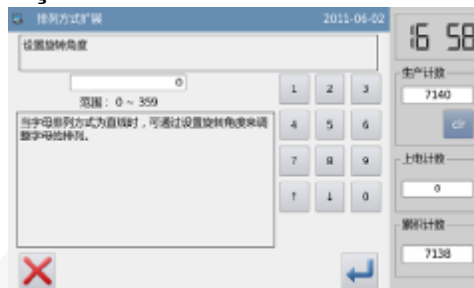 排列方式扩展 2011-06-02
设置旋转角度
0
范围：0 ~ 359
当字母排列方式为直线时，可通过设置旋转角度来调
整字母的排列。
1 2 3
4 5 6
7 8 9
↑ ↓ 0
16 58
生产计数
7140
clr
上电计数
0
累积计数
7138